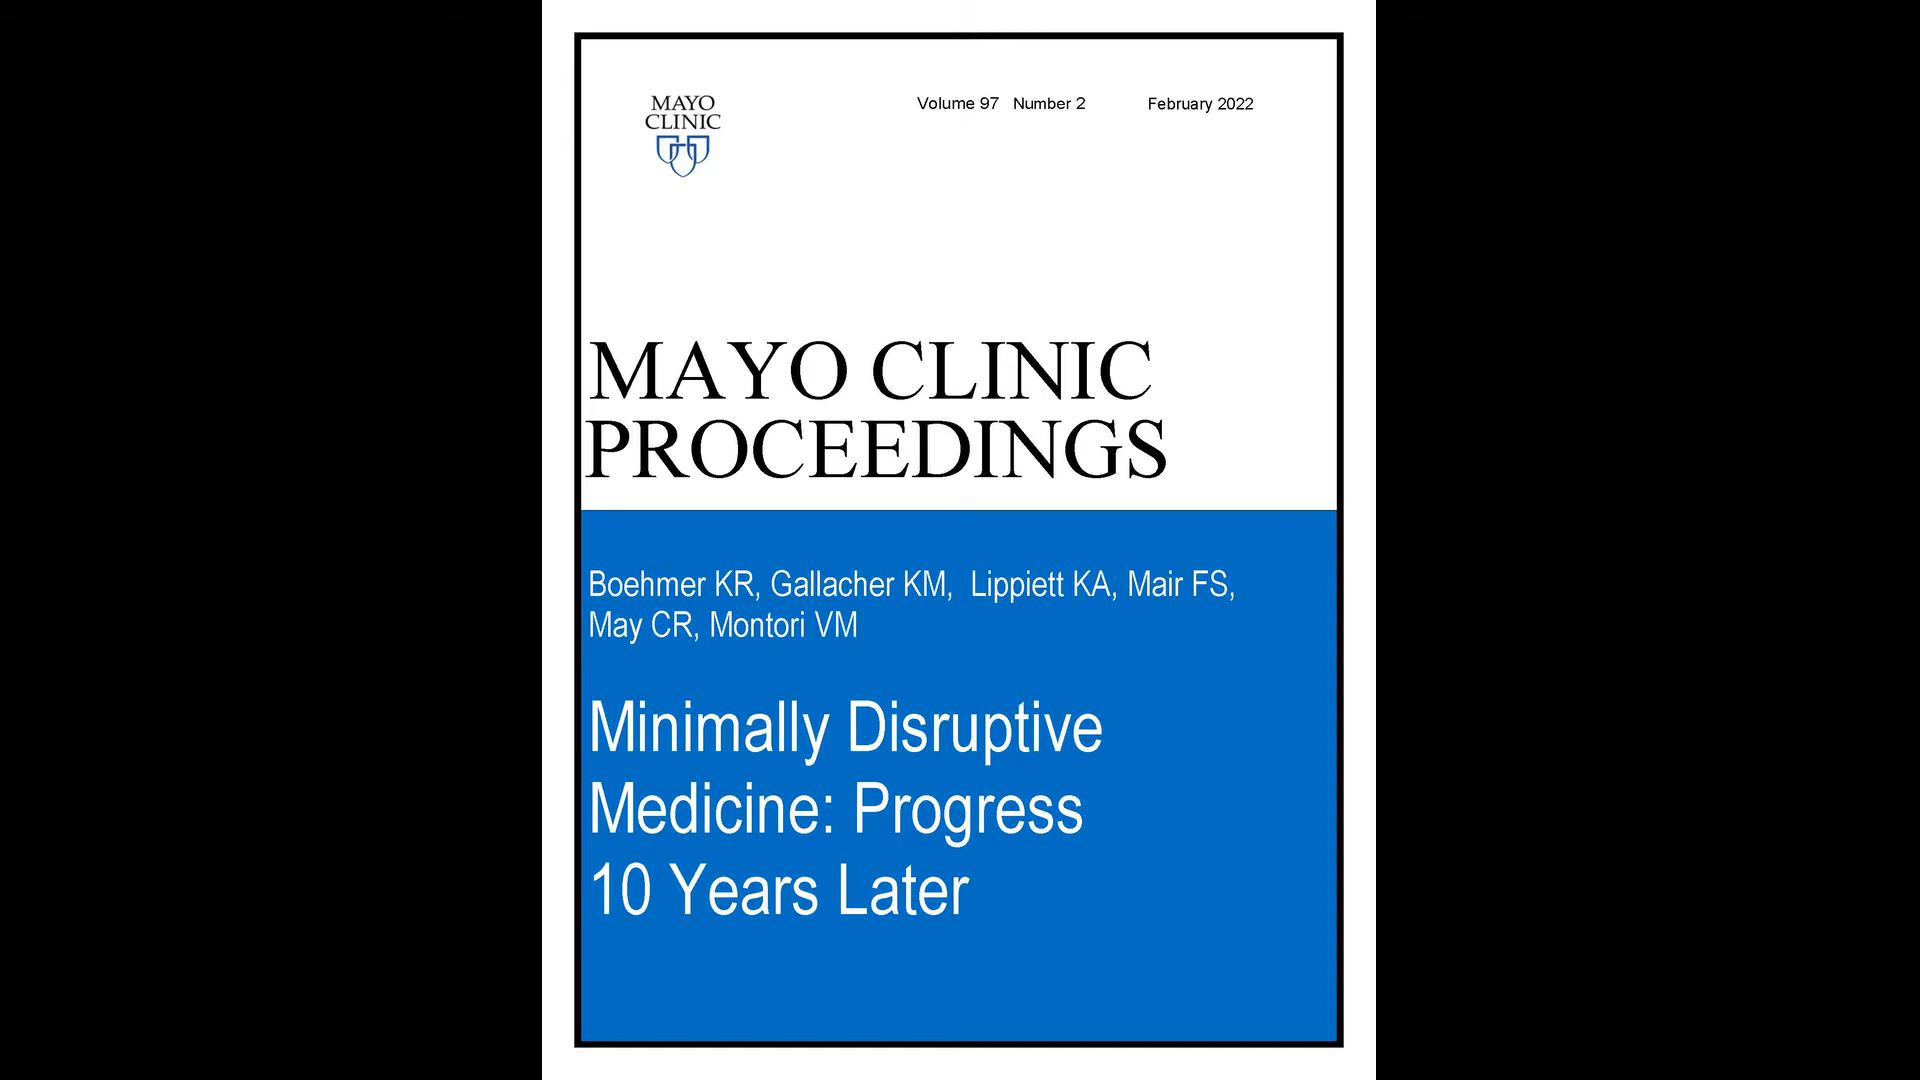 MAYO
CLINIC
Volume 97 Number 2 February 2022
MAYO CLINIC
PROCEEDINGS
Boehmer KR, Gallacher KM, Lippiett KA, Mair FS,
May CR, Montori VM
Minimally Disruptive
Medicine: Progress
10 Years Later